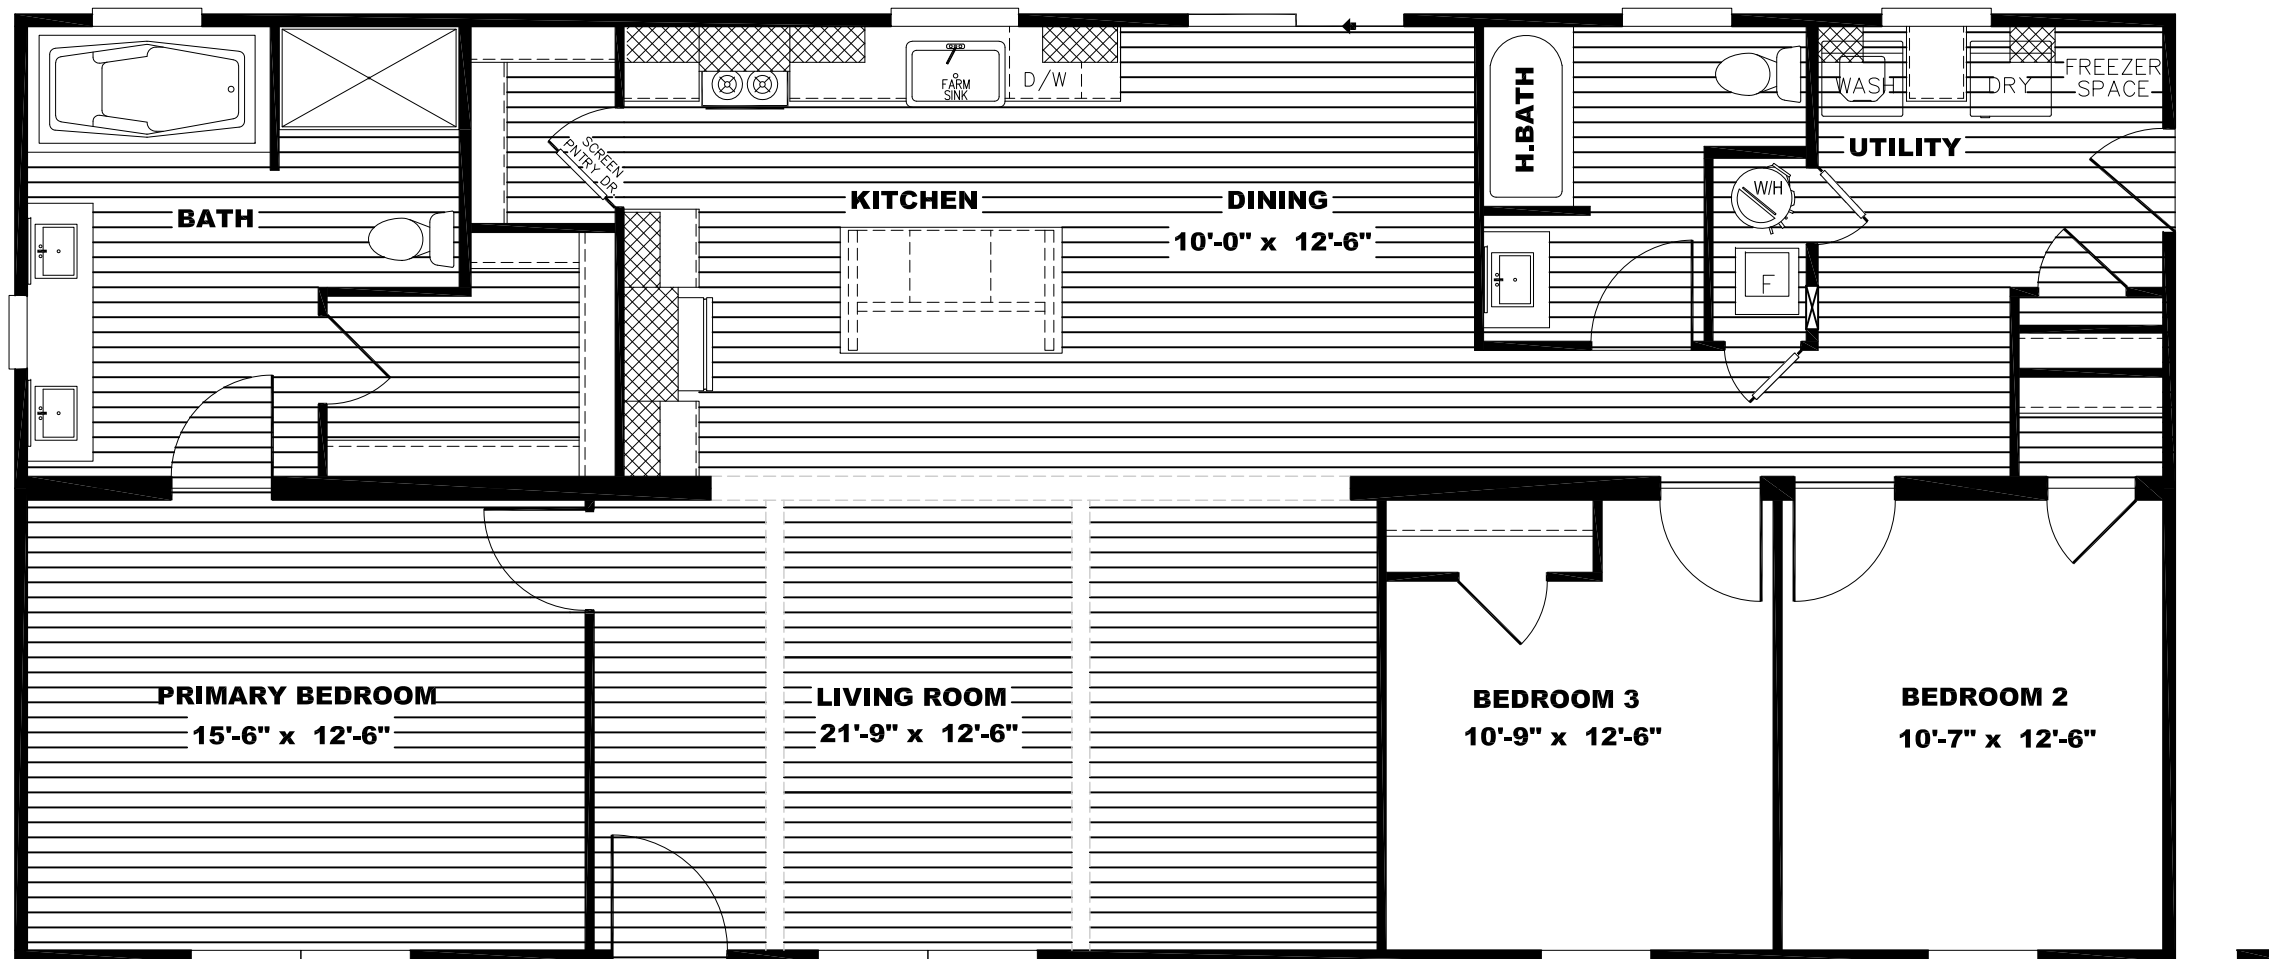 FARM
SINK
D/W
H.BATH
WASH
DRY
FREEZER
SPACE
UTILITY
SCREEN
PNTRY DR.
W/H
KITCHEN
DINING
10'-0" x 12'-6"
BATH
F
PRIMARY BEDROOM
15'-6" x 12'-6"
LIVING ROOM
21'-9" x 12'-6"
BEDROOM 3
10'-9" x 12'-6"
BEDROOM 2
10'-7" x 12'-6"